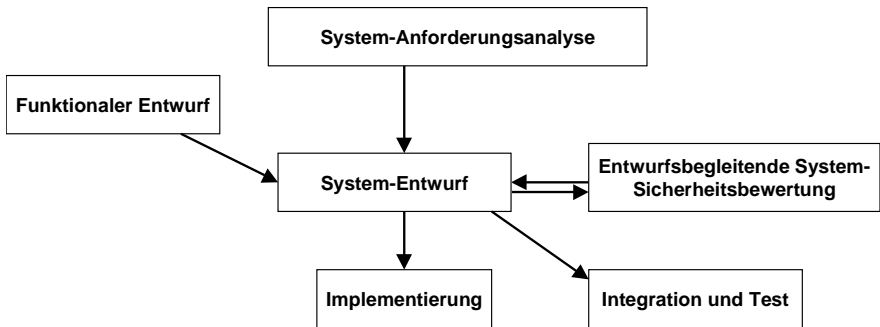 System-Anforderungsanalyse
Funktionaler Entwurf
System-Entwurf
Entwurfsbegleitende System-
Sicherheitsbewertung
Implementierung
Integration und Test